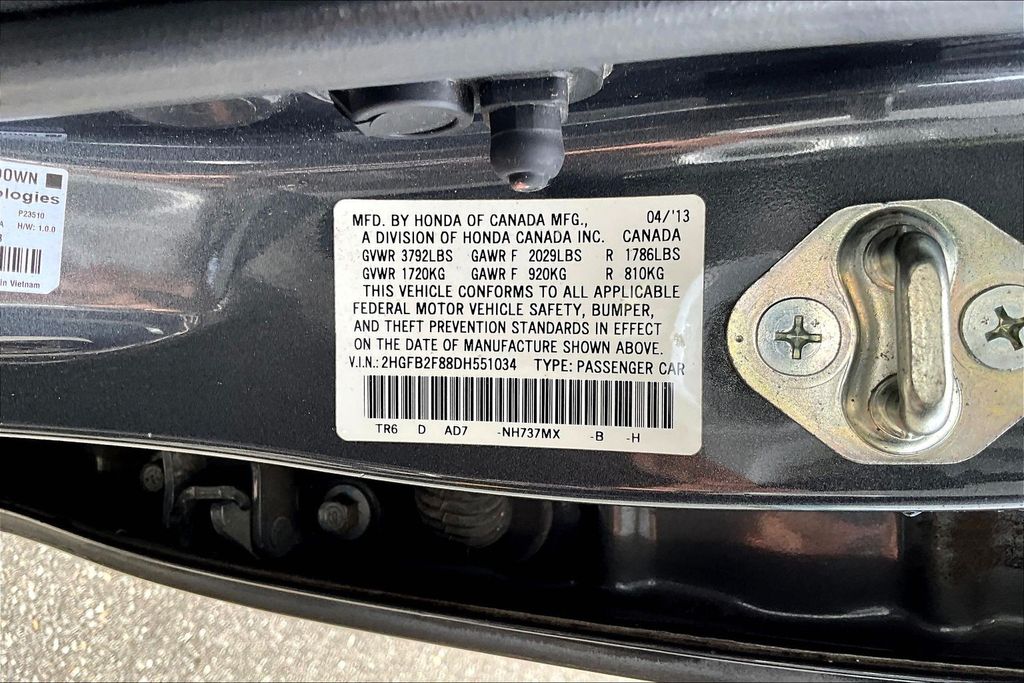 OWN
ologies
P23510
H/W: 1.0.0
in Vietnam
MFD. BY HONDA OF CANADA MFG., 04/'13
A DIVISION OF HONDA CANADA INC. CANADA
GVWR 3792LBS GAWR F 2029LBS R 1786LBS
GVWR 1720KG GAWR F 920KG R 810KG
THIS VEHICLE CONFORMS TO ALL APPLICABLE
FEDERAL MOTOR VEHICLE SAFETY, BUMPER,
AND THEFT PREVENTION STANDARDS IN EFFECT
ON THE DATE OF MANUFACTURE SHOWN ABOVE.
V.I.N.: 2HGFB2F88DH551034 TYPE: PASSENGER CAR
TR6 D AD7 -NH737MX -B -H